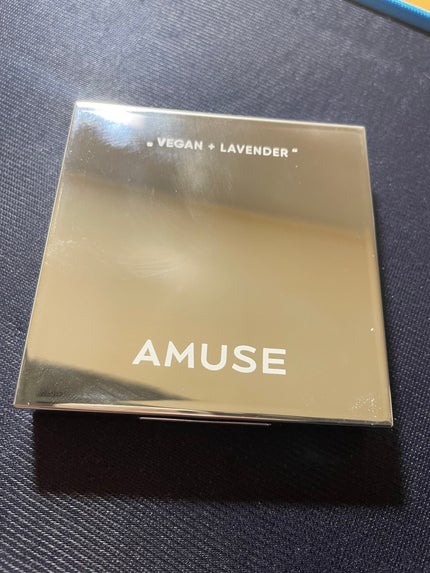 „ VEGAN + LAVENDER “
AMUSE